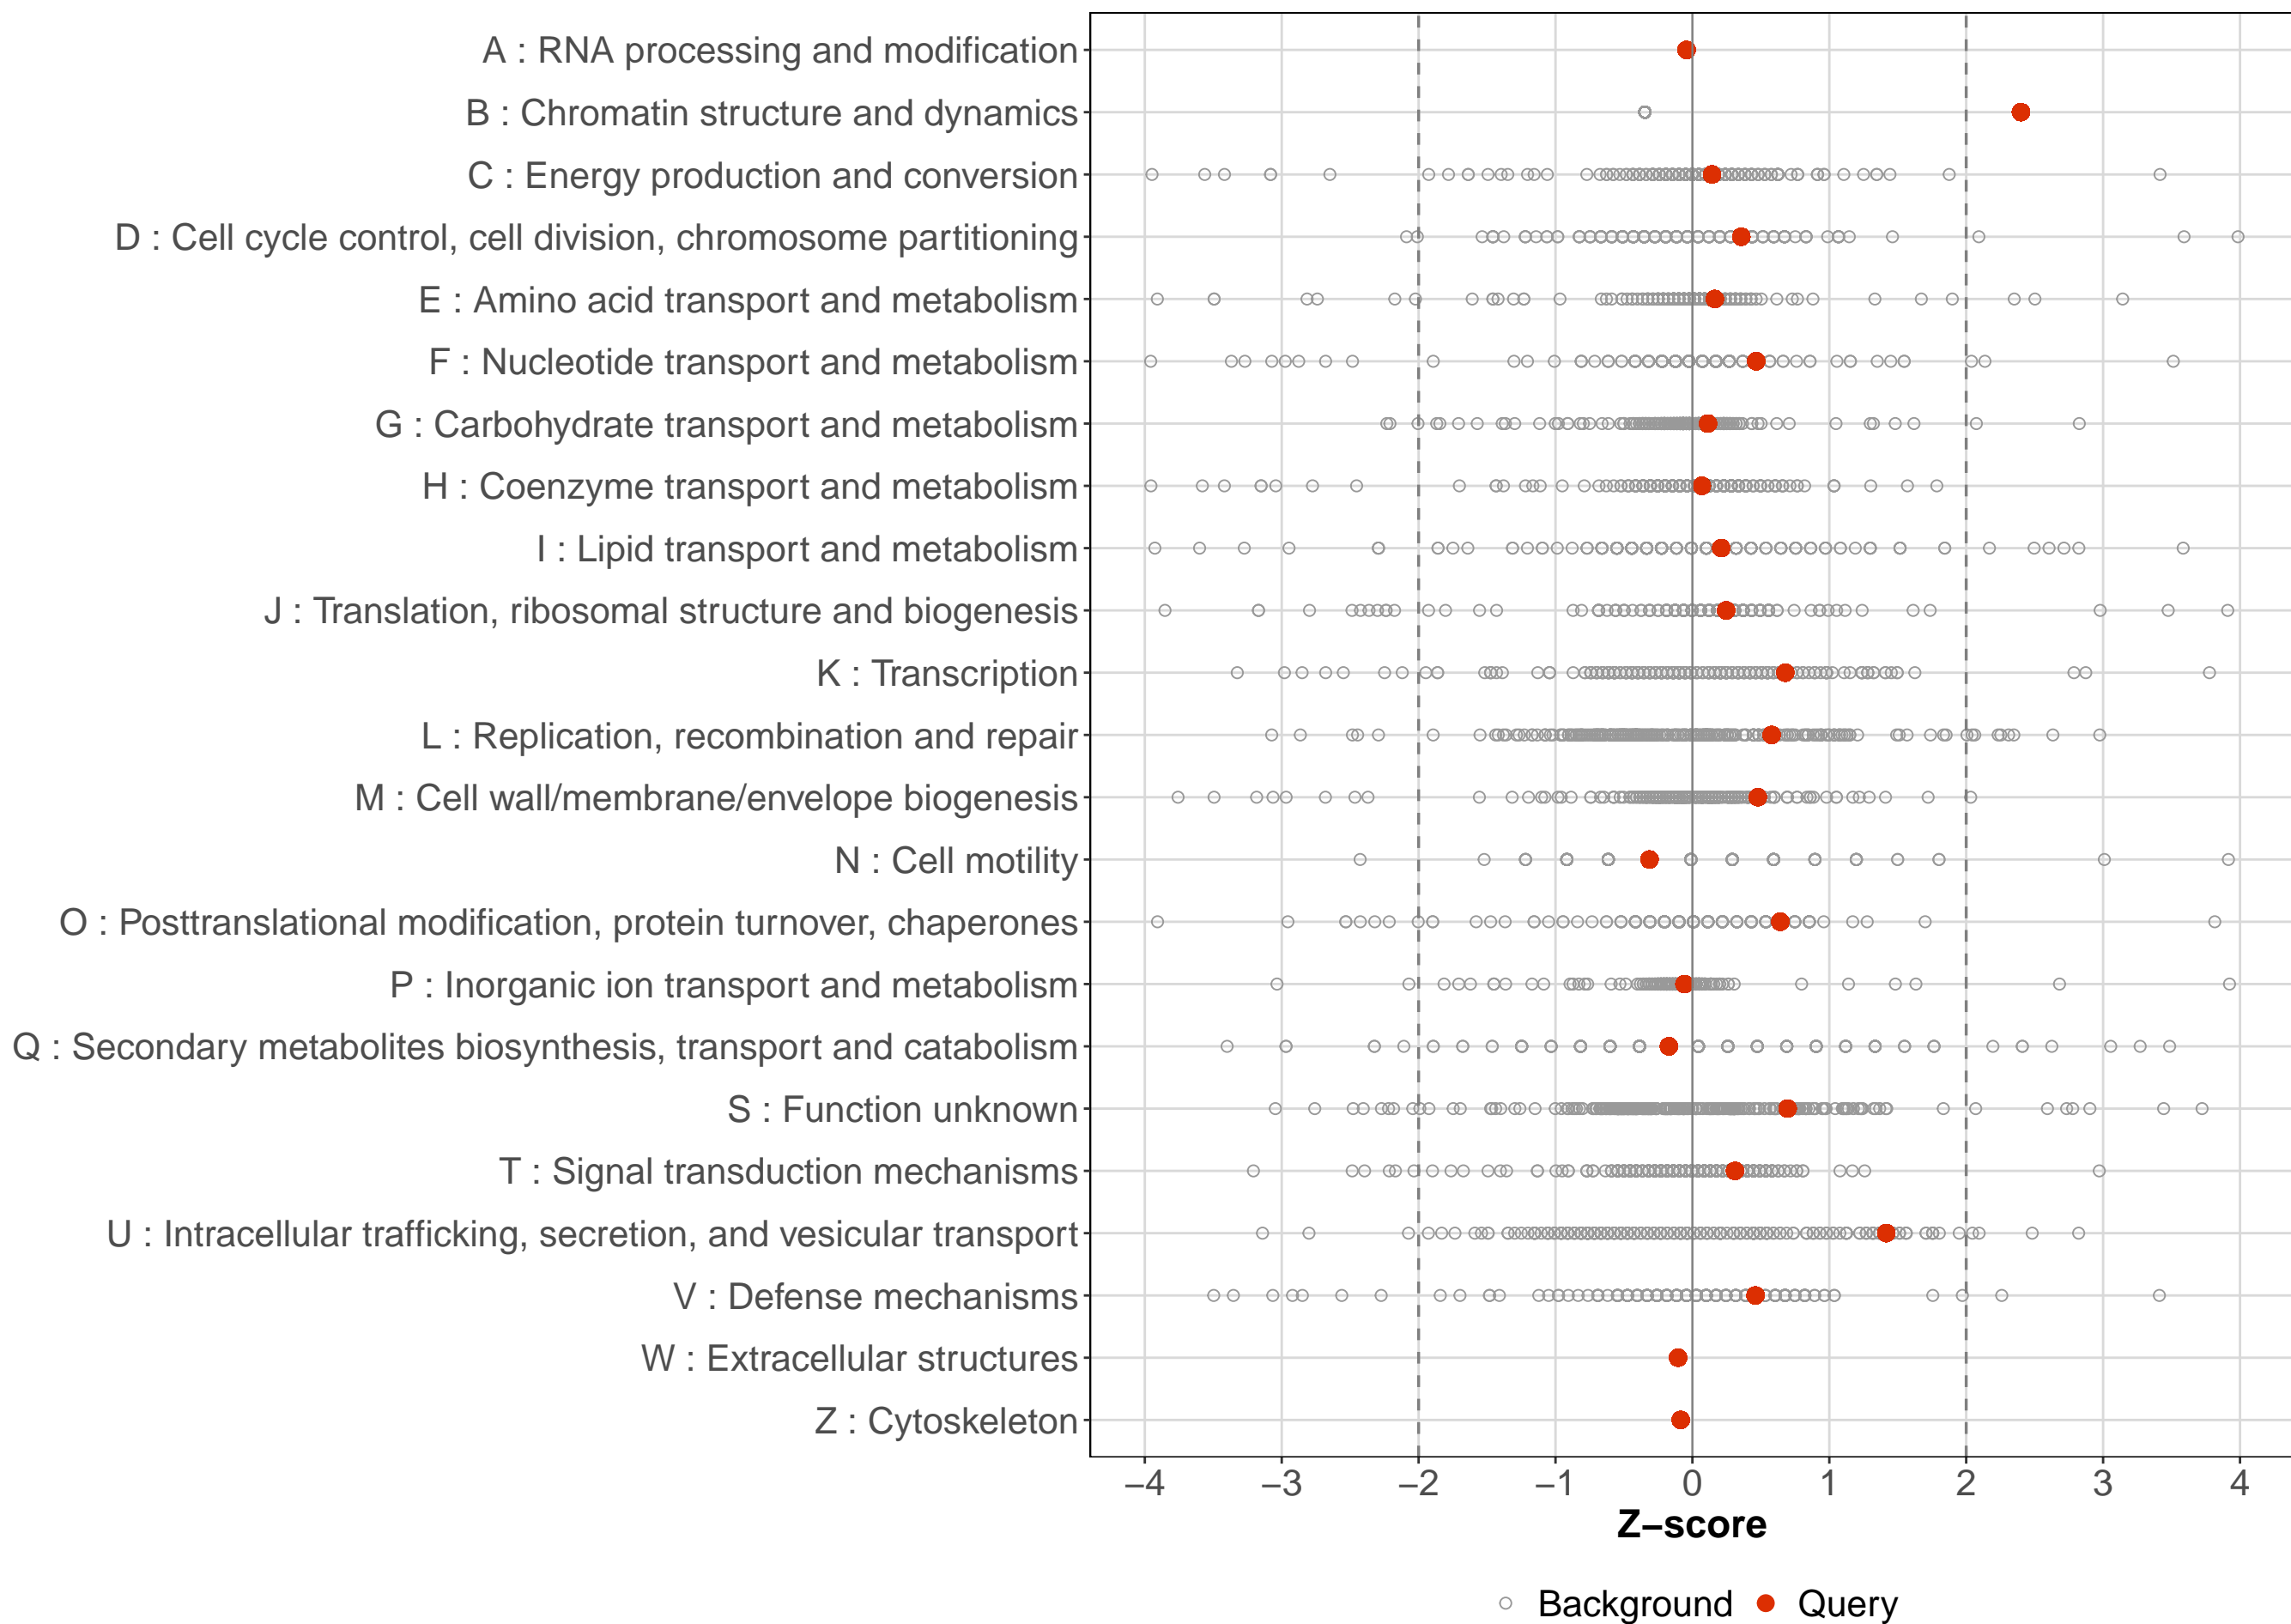 A : RNA processing and modification
B : Chromatin structure and dynamics
C : Energy production and conversion
D : Cell cycle control, cell division, chromosome partitioning
E : Amino acid transport and metabolism
F : Nucleotide transport and metabolism
G : Carbohydrate transport and metabolism
H : Coenzyme transport and metabolism
I : Lipid transport and metabolism
J : Translation, ribosomal structure and biogenesis
K : Transcription
L : Replication, recombination and repair
M : Cell wall/membrane/envelope biogenesis
N : Cell motility
O : Posttranslational modification, protein turnover, chaperones
P : Inorganic ion transport and metabolism
Q : Secondary metabolites biosynthesis, transport and catabolism
S : Function unknown
T : Signal transduction mechanisms
U : Intracellular trafficking, secretion, and vesicular transport
V : Defense mechanisms
W : Extracellular structures
Z : Cytoskeleton
−4 −3 −2 −1 0 1 2 3 4
Z−score
Background Query